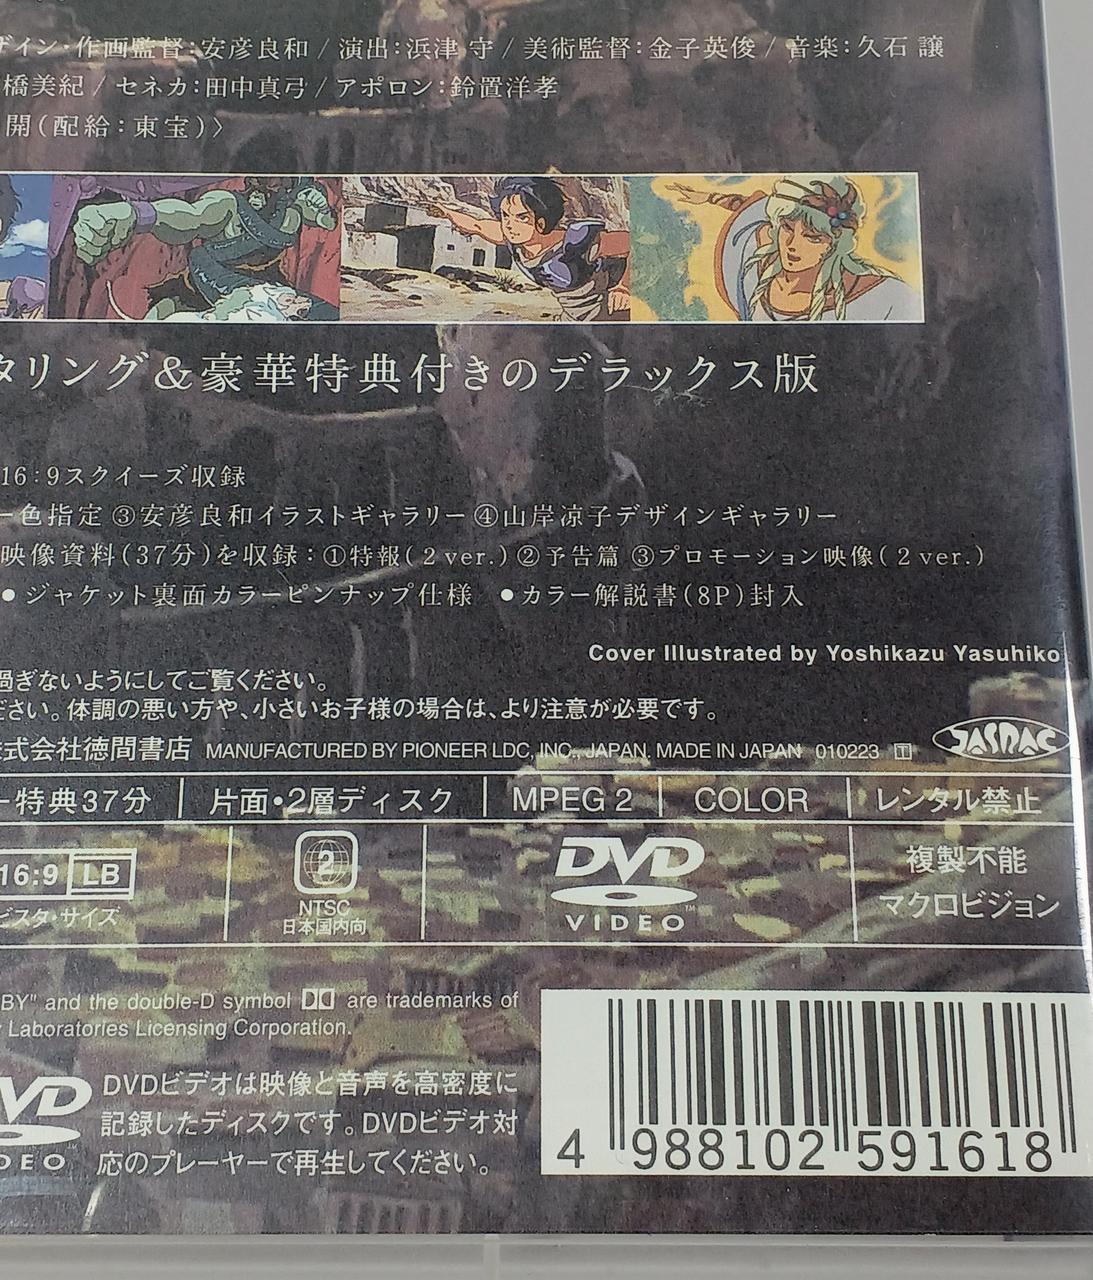 ザイン・作画監督：安彦良和 / 演出：浜津 守 / 美術監督：金子英俊 / 音楽：久石 譲
橋美紀 / セネカ：田中真弓 / アポロン：鈴置洋孝
開（配給：東宝）〉
タリング＆豪華特典付きのデラックス版
16：9スクイーズ収録
ー色指定 ③安彦良和イラストギャラリー ④山岸凉子デザインギャラリー
映像資料（37分）を収録：①特報（2 ver.）②予告篇 ③プロモーション映像（2 ver.）
●ジャケット裏面カラーピンナップ仕様 ●カラー解説書（8P）封入
Cover Illustrated by Yoshikazu Yasuhiko
過ぎないようにしてご覧ください。
ださい。体調の悪い方や、小さいお子様の場合は、より注意が必要です。
株式会社徳間書店 MANUFACTURED BY PIONEER LDC, INC., JAPAN. MADE IN JAPAN 010223 T JASRAC
ー特典37分 片面・2層ディスク MPEG 2 COLOR レンタル禁止
16:9 LB 2 DVD 複製不能
ビスタ・サイズ NTSC VIDEO マクロビジョン
日本国内向
BY" and the double-D symbol are trademarks of
Laboratories Licensing Corporation.
DVDビデオは映像と音声を高密度に
記録したディスクです。DVDビデオ対
応のプレーヤーで再生してください。
4 988102 591618